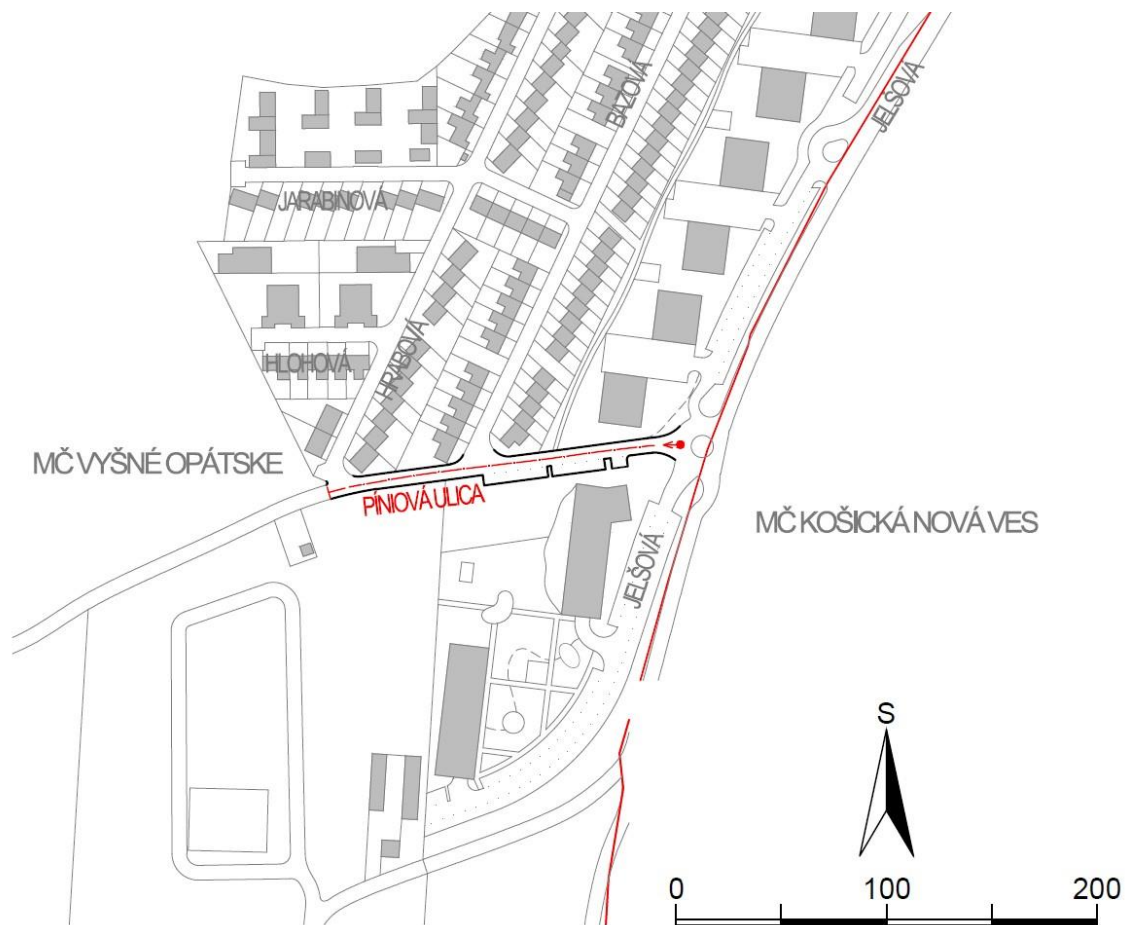 JELŠOVÁ
BAZOVÁ
JARABINOVÁ
HRABOVÁ
HLOHOVÁ
MČ VYŠNÉ OPÁTSKE
PÍNIOVÁ ULICA
MČ KOŠICKÁ NOVÁ VES
JELŠOVÁ
S
0 100 200